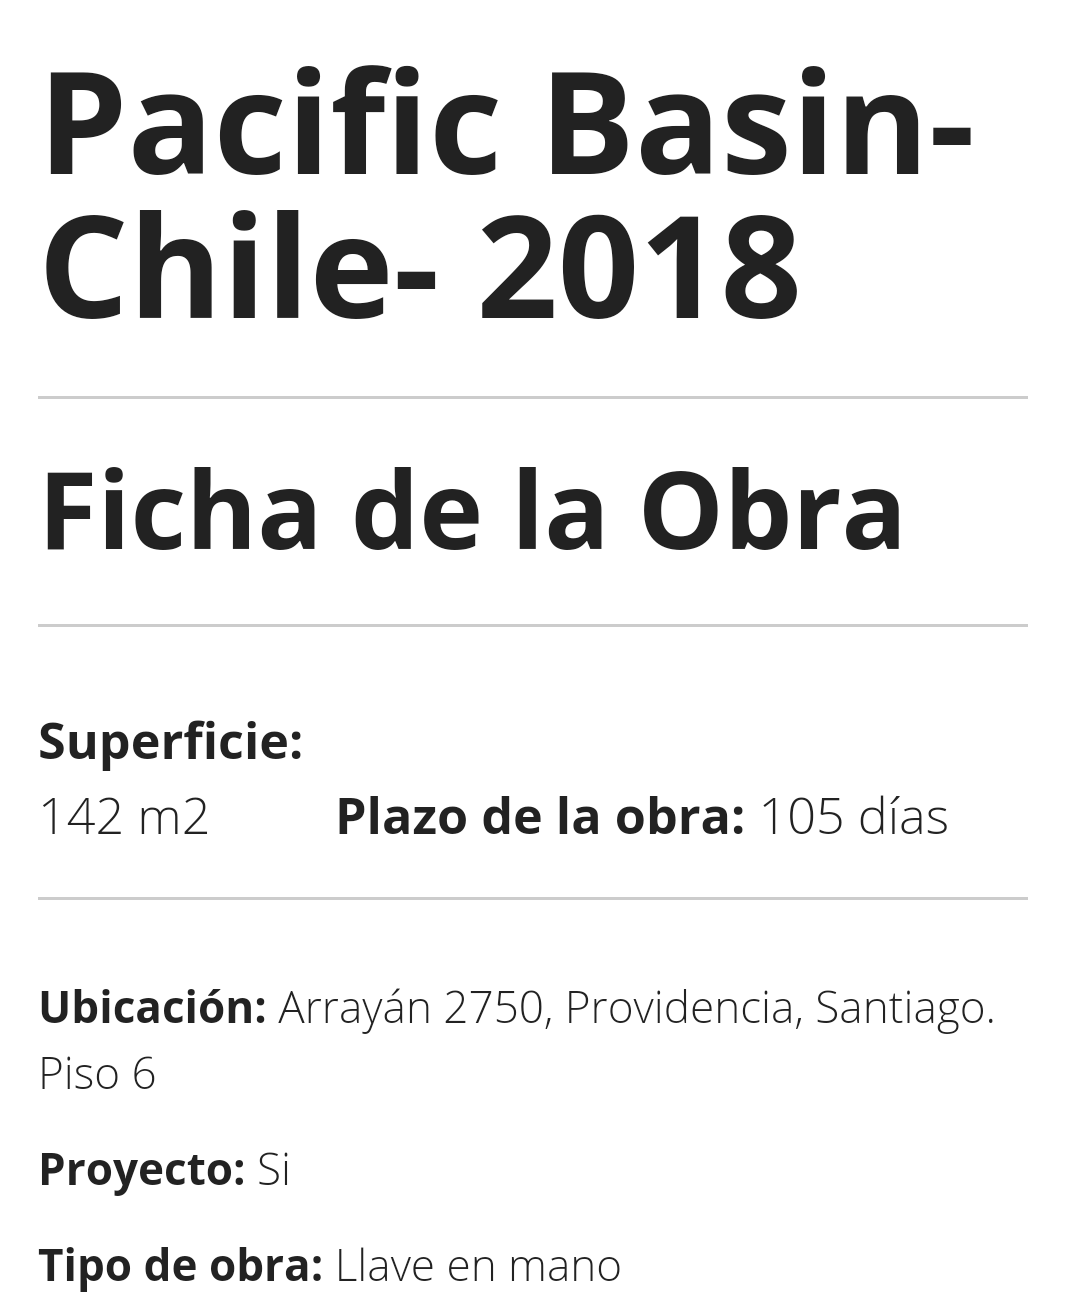 Pacific Basin-
Chile- 2018
Ficha de la Obra
Superficie:
142 m2 Plazo de la obra: 105 días
Ubicación: Arrayán 2750, Providencia, Santiago.
Piso 6
Proyecto: Si
Tipo de obra: Llave en mano